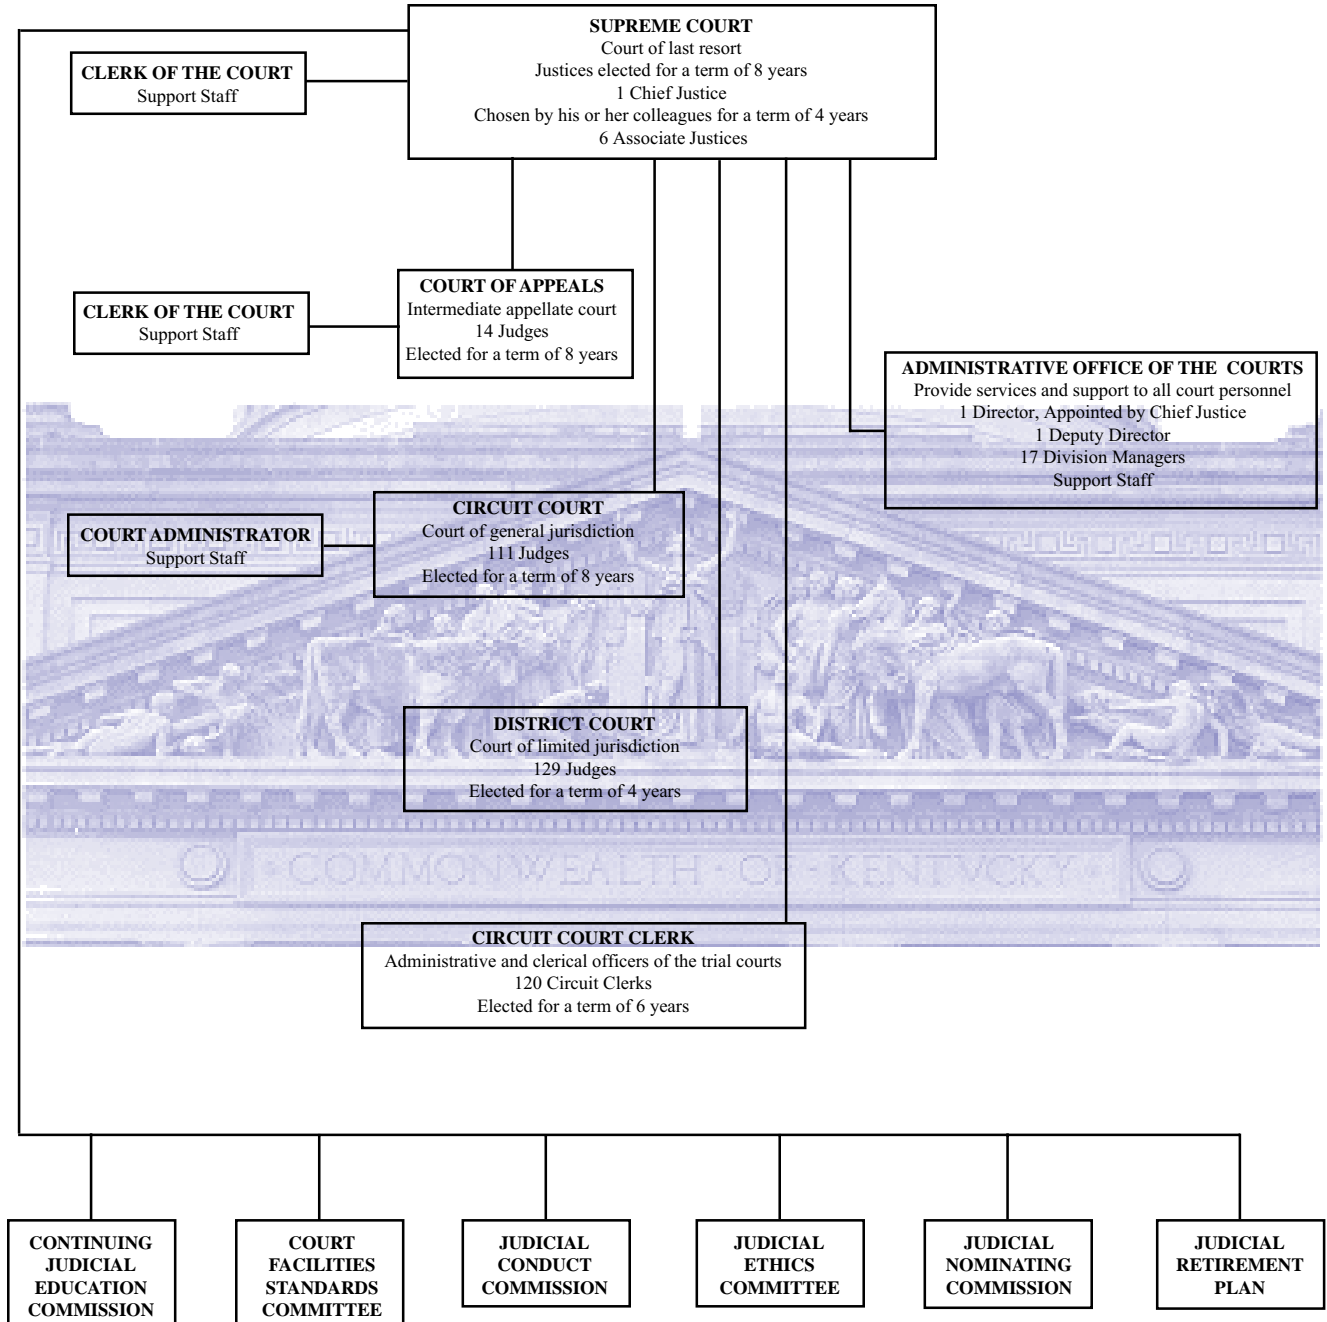 SUPREME COURT
Court of last resort
Justices elected for a term of 8 years
1 Chief Justice
Chosen by his or her colleagues for a term of 4 years
6 Associate Justices
CLERK OF THE COURT
Support Staff
COURT OF APPEALS
Intermediate appellate court
14 Judges
Elected for a term of 8 years
CLERK OF THE COURT
Support Staff
ADMINISTRATIVE OFFICE OF THE COURTS
Provide services and support to all court personnel
1 Director, Appointed by Chief Justice
1 Deputy Director
17 Division Managers
Support Staff
CIRCUIT COURT
Court of general jurisdiction
111 Judges
Elected for a term of 8 years
COURT ADMINISTRATOR
Support Staff
DISTRICT COURT
Court of limited jurisdiction
129 Judges
Elected for a term of 4 years
COMMONWEALTH · OF · KENTVCKY
CIRCUIT COURT CLERK
Administrative and clerical officers of the trial courts
120 Circuit Clerks
Elected for a term of 6 years
CONTINUING
JUDICIAL
EDUCATION
COMMISSION
COURT
FACILITIES
STANDARDS
COMMITTEE
JUDICIAL
CONDUCT
COMMISSION
JUDICIAL
ETHICS
COMMITTEE
JUDICIAL
NOMINATING
COMMISSION
JUDICIAL
RETIREMENT
PLAN